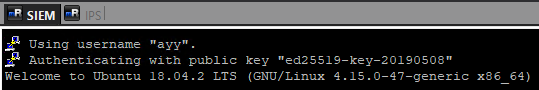 SIEM IPS
Using username "ayy".
Authenticating with public key "ed25519-key-20190508"
Welcome to Ubuntu 18.04.2 LTS (GNU/Linux 4.15.0-47-generic x86_64)